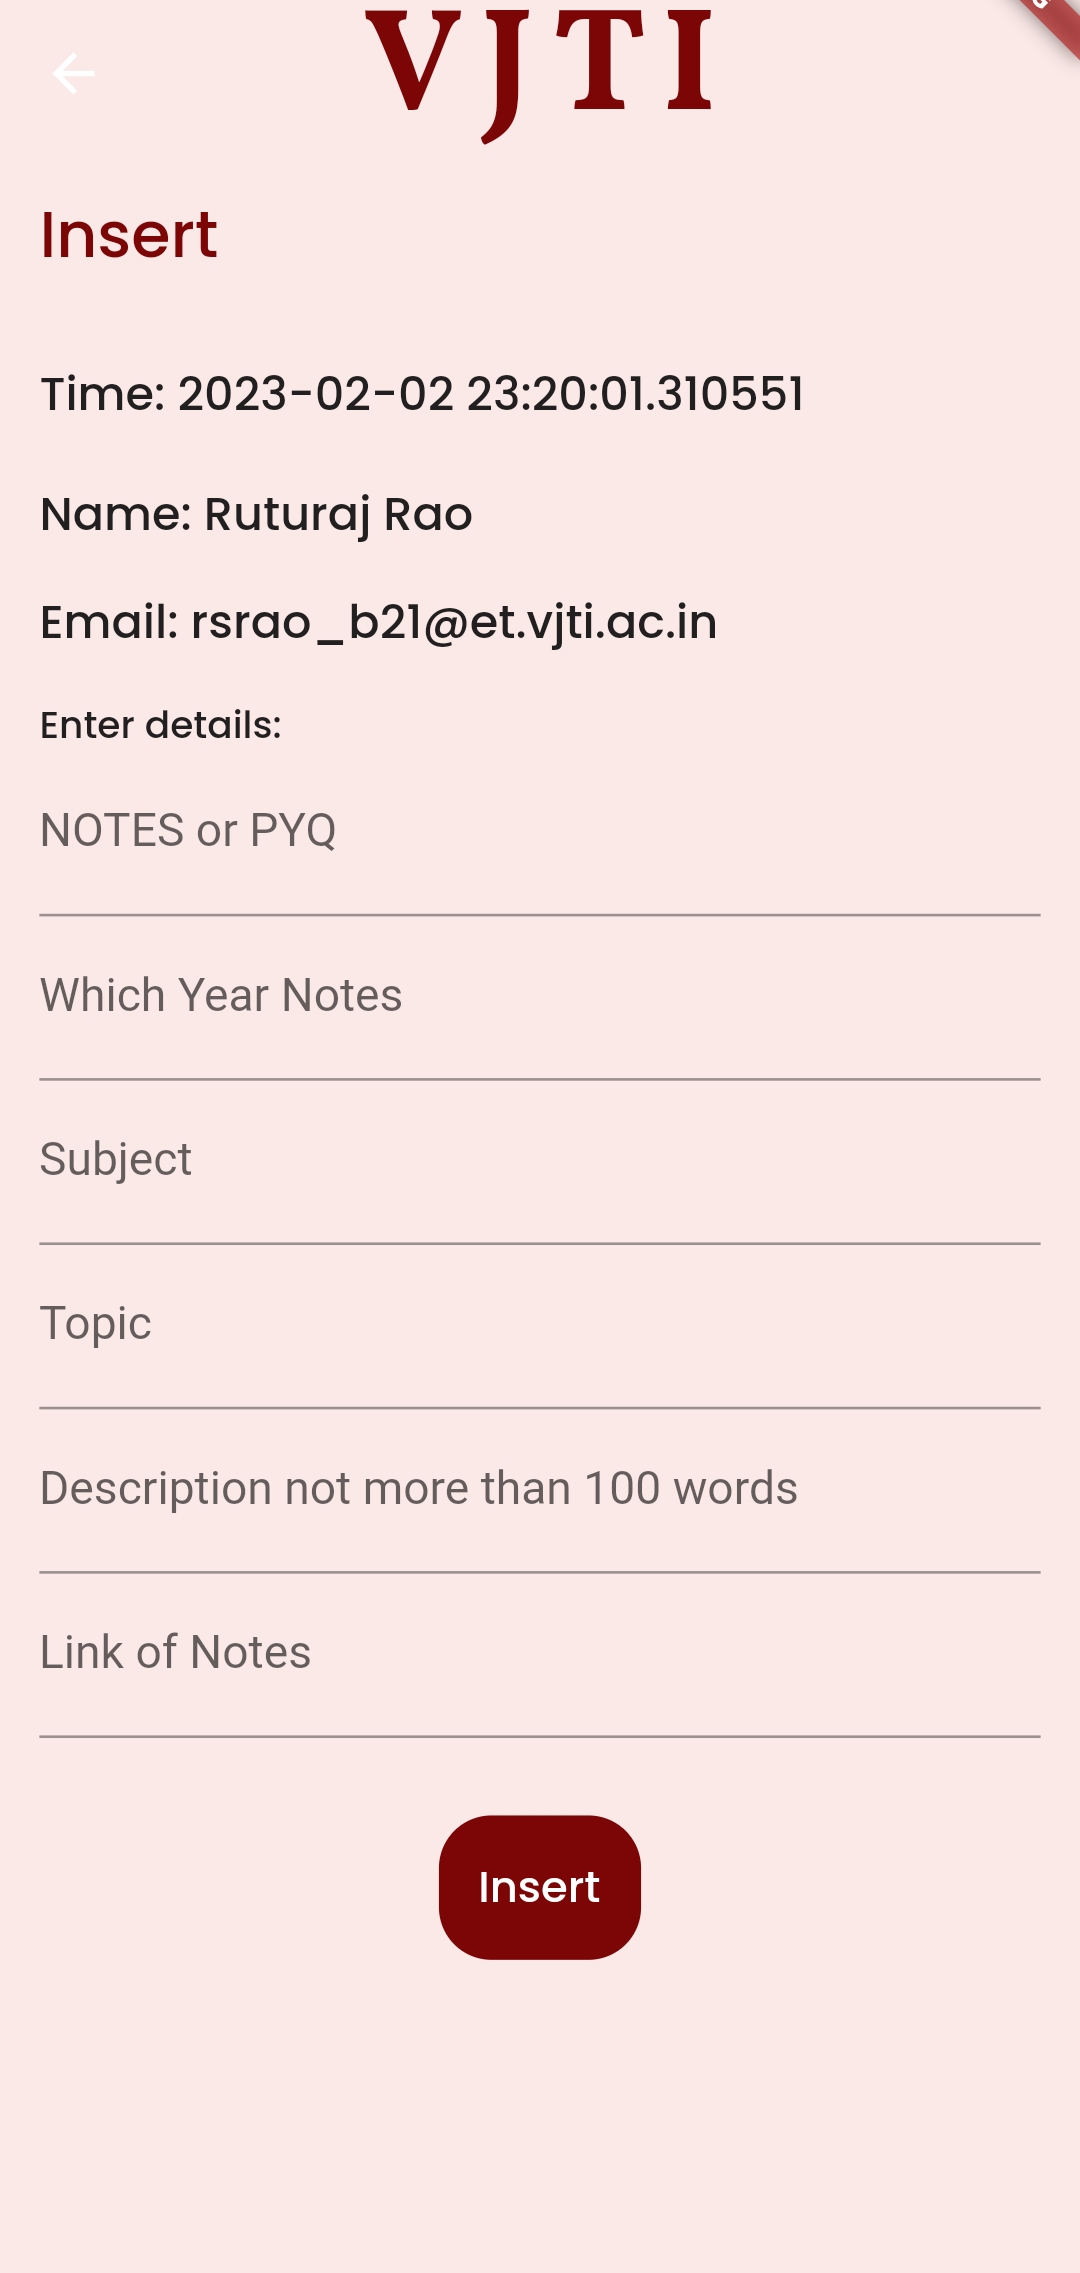 VJTI
Insert
Time: 2023-02-02 23:20:01.310551
Name: Ruturaj Rao
Email: rsrao_b21@et.vjti.ac.in
Enter details:
NOTES or PYQ
Which Year Notes
Subject
Topic
Description not more than 100 words
Link of Notes
Insert